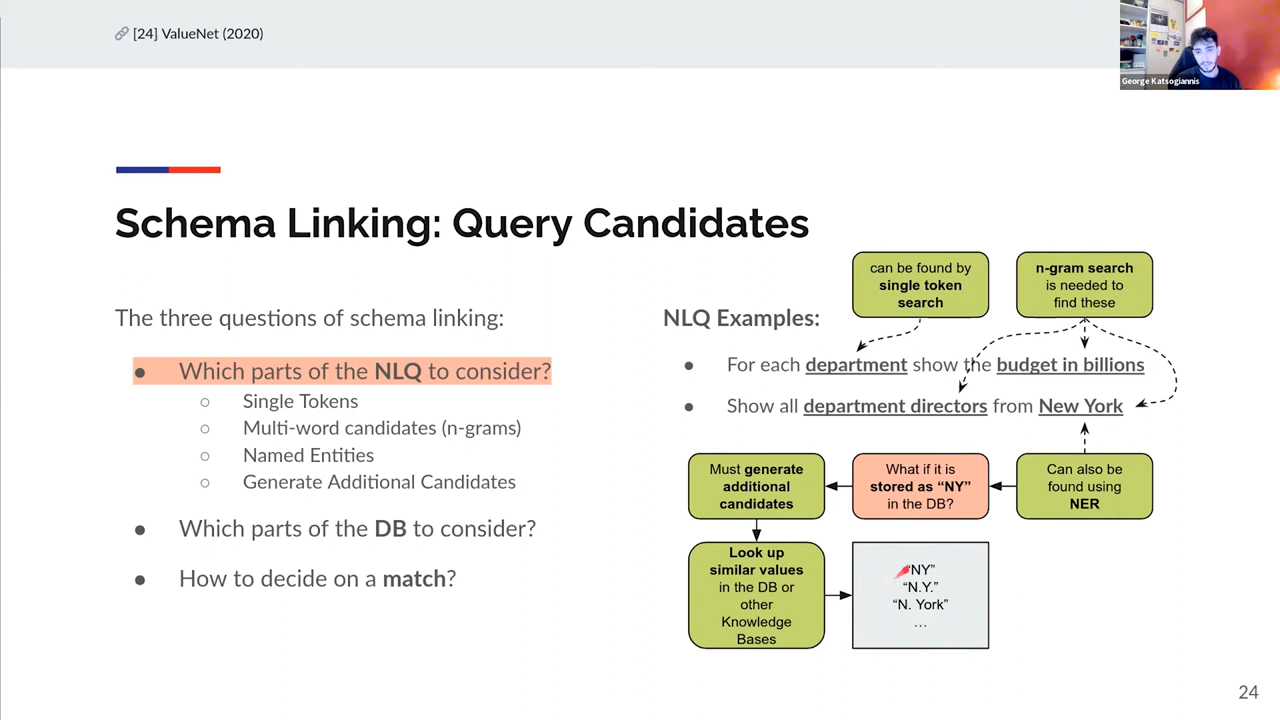 [24] ValueNet (2020)
George Katsogiannis
Schema Linking: Query Candidates
The three questions of schema linking:
● Which parts of the NLQ to consider?
○ Single Tokens
○ Multi-word candidates (n-grams)
○ Named Entities
○ Generate Additional Candidates
● Which parts of the DB to consider?
● How to decide on a match?
NLQ Examples:
can be found by
single token
search
n-gram search
is needed to
find these
● For each department show the budget in billions
● Show all department directors from New York
Must generate
additional
candidates
What if it is
stored as “NY”
in the DB?
Can also be
found using
NER
Look up
similar values
in the DB or
other
Knowledge
Bases
“NY”
“N.Y.”
“N. York”
...
24